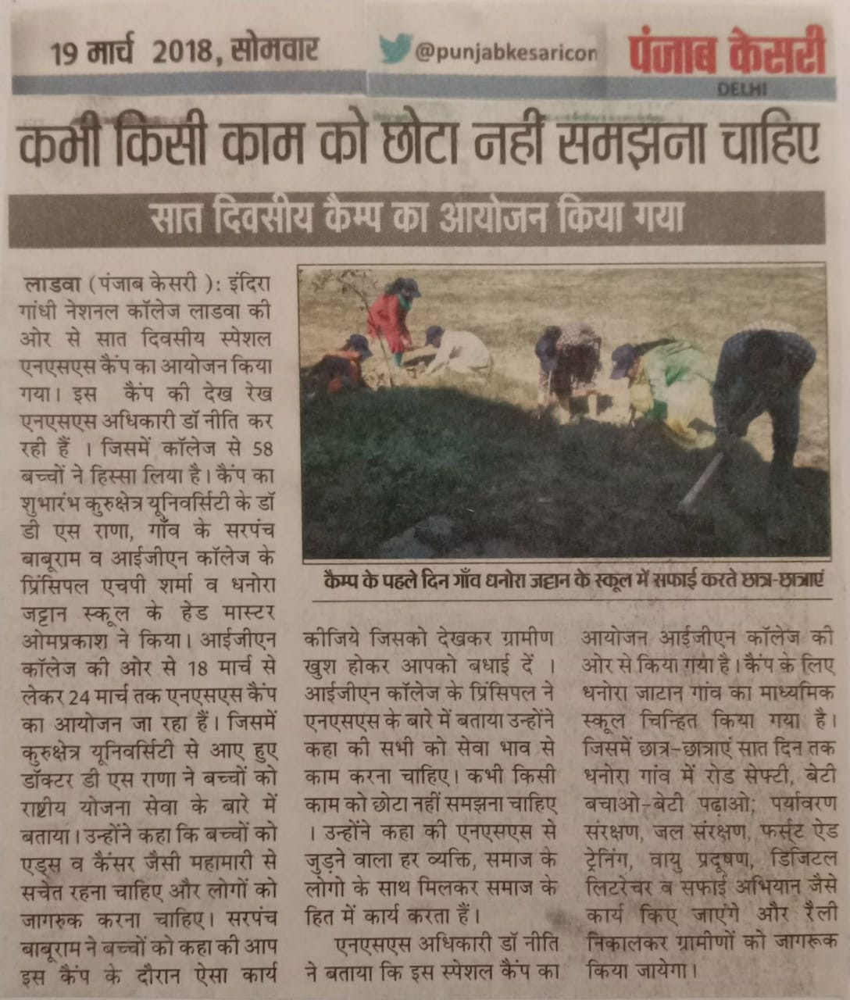 19 मार्च 2018, सोमवार
@punjabkesaricon
पंजाब केसरी
DELHI
कभी किसी काम को छोटा नही समझना चाहिए
सात दिवसीय कैम्प का आयोजन किया गया
लाडवा (पंजाब केसरी ): इंदिरा
गांधी नेशनल कॉलेज लाडवा की
ओर से सात दिवसीय स्पेशल
एनएसएस कैंप का आयोजन किया
गया। इस कैंप की देख रेख
एनएसएस अधिकारी डॉ नीति कर
रही हैं । जिसमें कॉलेज से 58
बच्चों ने हिस्सा लिया है। कैंप का
शुभारंभ कुरुक्षेत्र यूनिवर्सिटी के डॉ
डी एस राणा, गाँव के सरपंच
बाबूराम व आईजीएन कॉलेज के
प्रिंसिपल एचपी शर्मा व धनोरा
जट्टान स्कूल के हेड मास्टर
ओमप्रकाश ने किया। आईजीएन
कॉलेज की ओर से 18 मार्च से
लेकर 24 मार्च तक एनएसएस कैंप
का आयोजन जा रहा हैं। जिसमें
कुरुक्षेत्र यूनिवर्सिटी से आए हुए
डॉक्टर डी एस राणा ने बच्चों को
राष्टीय योजना सेवा के बारे में
बताया। उन्होंने कहा कि बच्चों को
एड्स व कैंसर जैसी महामारी से
सचेत रहना चाहिए और लोगों को
जागरुक करना चाहिए। सरपंच
बाबूराम ने बच्चों को कहा की आप
इस कैंप के दौरान ऐसा कार्य
कैम्प के पहले दिन गाँव धनोरा जट्टान के स्कूल में सफाई करते छात्र-छात्राएं
कीजिये जिसको देखकर ग्रामीण
खुश होकर आपको बधाई दें ।
आईजीएन कॉलेज के प्रिंसिपल ने
एनएसएस के बारे में बताया उन्होंने
कहा की सभी को सेवा भाव से
काम करना चाहिए। कभी किसी
काम को छोटा नहीं समझना चाहिए
। उन्होंने कहा की एनएसएस से
जुड़ने वाला हर व्यक्ति, समाज के
लोगो के साथ मिलकर समाज के
हित में कार्य करता हैं।
एनएसएस अधिकारी डॉ नीति
ने बताया कि इस स्पेशल कैंप का
आयोजन आईजीएन कॉलेज की
ओर से किया गया है। कैंप के लिए
धनोरा जाटान गांव का माध्यमिक
स्कूल चिन्हित किया गया है।
जिसमें छात्र-छात्राएं सात दिन तक
धनोरा गांव में रोड सेफ्टी, बेटी
बचाओ-बेटी पढ़ाओ; पर्यावरण
संरक्षण, जल संरक्षण, फर्स्ट ऐड
ट्रेनिंग, वायु प्रदूषण, डिजिटल
लिटरेचर व सफाई अभियान जैसे
कार्य किए जाएंगे और रैली
निकालकर ग्रामीणों को जागरूक
किया जायेगा।